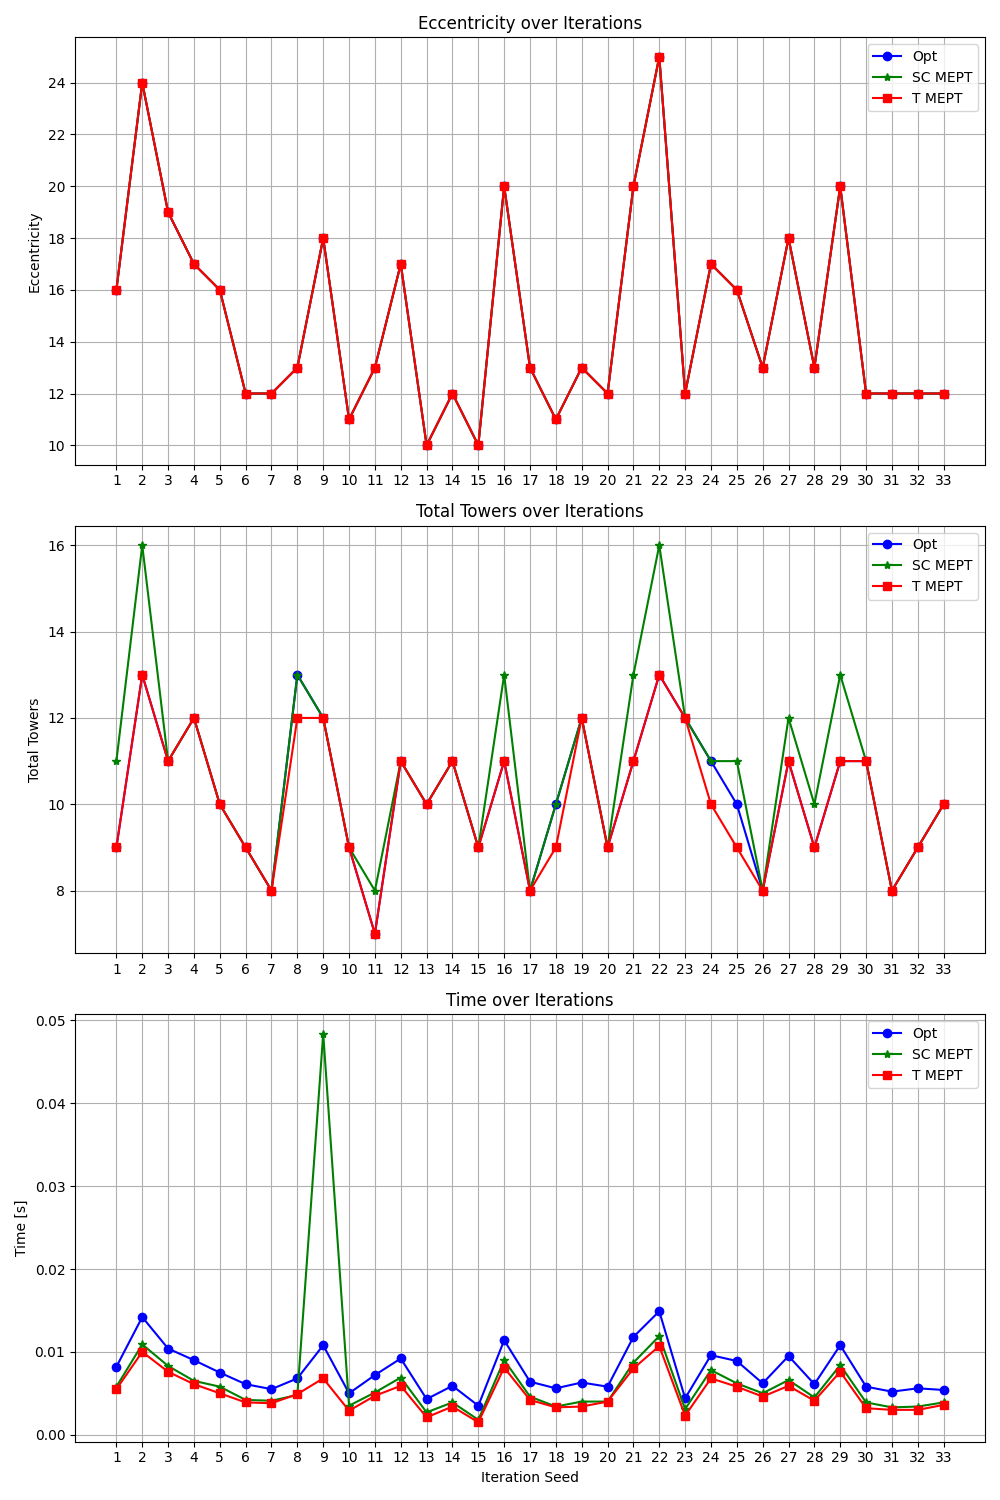 Eccentricity over Iterations
Eccentricity
24
22
20
18
16
14
12
10
Opt
SC MEPT
T MEPT
1 2 3 4 5 6 7 8 9 10 11 12 13 14 15 16 17 18 19 20 21 22 23 24 25 26 27 28 29 30 31 32 33
Total Towers over Iterations
Total Towers
16
14
12
10
8
Opt
SC MEPT
T MEPT
1 2 3 4 5 6 7 8 9 10 11 12 13 14 15 16 17 18 19 20 21 22 23 24 25 26 27 28 29 30 31 32 33
Time over Iterations
Time [s]
0.05
0.04
0.03
0.02
0.01
0.00
Opt
SC MEPT
T MEPT
1 2 3 4 5 6 7 8 9 10 11 12 13 14 15 16 17 18 19 20 21 22 23 24 25 26 27 28 29 30 31 32 33
Iteration Seed